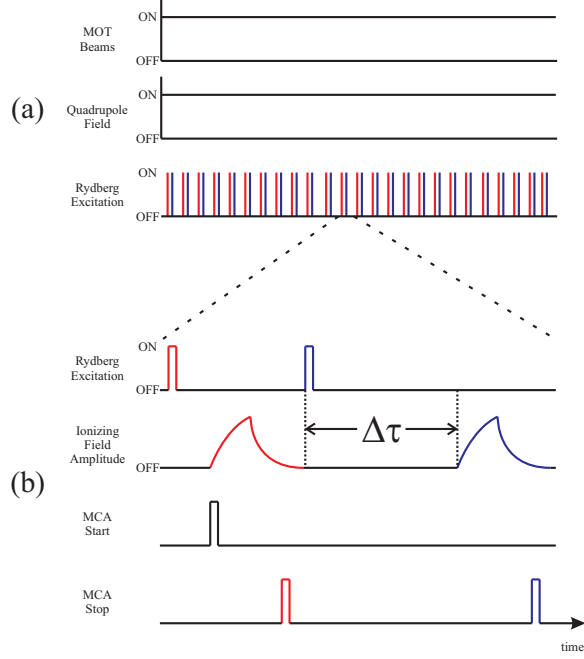 ON
MOT
Beams
OFF
(a)
ON
Quadrupole
Field
OFF
ON
Rydberg
Excitation
OFF
ON
Rydberg
Excitation
OFF
Ionizing
Field
Amplitude
OFF
Δτ
(b)
MCA
Start
MCA
Stop
time